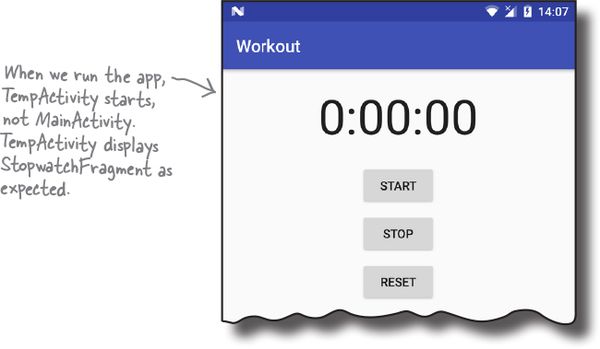 14:07
Workout
When we run the app,
TempActivity starts,
not MainActivity.
TempActivity displays
StopwatchFragment as
expected.
0:00:00
START
STOP
RESET